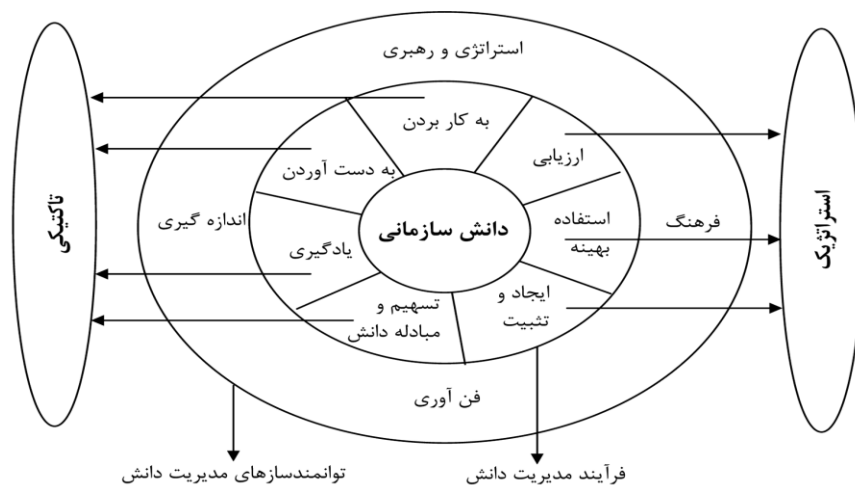 استراتژی و رهبری
به کار بردن
ارزیابی
به دست آوردن
تاکتیکی
استراتژیک
اندازه گیری
یادگیری
دانش سازمانی
استفاده
بهینه
فرهنگ
ایجاد و
تثبیت
تسهیم و
مبادله دانش
فن آوری
فرآیند مدیریت دانش
توانمندسازهای مدیریت دانش